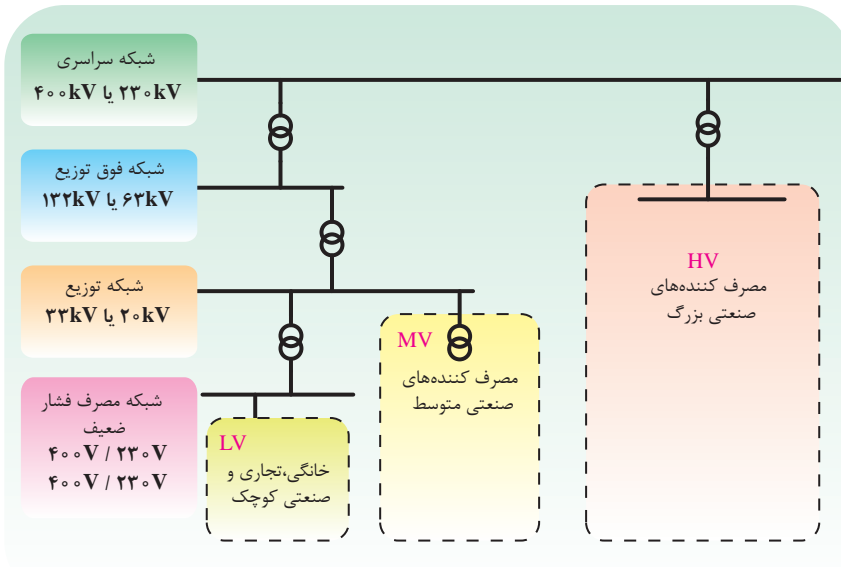 شبکه سراسری
۲۳۰kV یا ۴۰۰kV
شبکه فوق توزیع
۶۳kV یا ۱۳۲kV
شبکه توزیع
۲۰kV یا ۳۳kV
شبکه مصرف فشار
ضعیف
۴۰۰V / ۲۳۰V
۴۰۰V / ۲۳۰V
HV
مصرف کننده‌های
صنعتی بزرگ
MV
مصرف کننده‌های
صنعتی متوسط
LV
خانگی،تجاری و
صنعتی کوچک